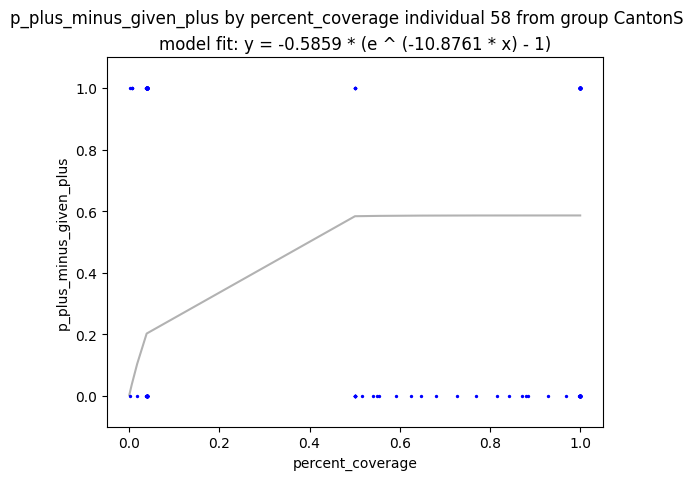 p_plus_minus_given_plus by percent_coverage individual 58 from group CantonS
model fit: y = -0.5859 * (e ^ (-10.8761 * x) - 1)
1.0
0.8
0.6
0.4
0.2
0.0
p_plus_minus_given_plus
0.0 0.2 0.4 0.6 0.8 1.0
percent_coverage